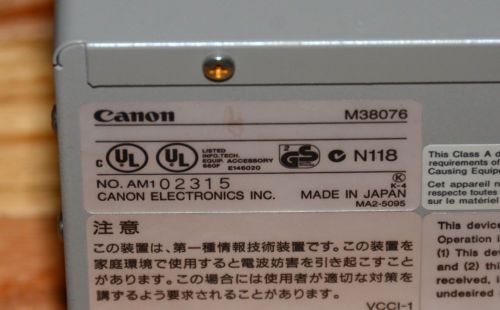 Canon M38076
C UL UL LISTED INFO.TECH. EQUIP. ACCESSORY 680F E146020 GS N118
NO. AM102315 K K-4
CANON ELECTRONICS INC. MADE IN JAPAN
MA2-5095
注意
この装置は、第一種情報技術装置です。この装置を
家庭環境で使用すると電波妨害を引き起こすこと
があります。この場合には使用者が適切な対策を
講ずるよう要求されることがあります。
VCCI-1
This Class A d
requirements of
Causing Equipe
Cet appareil n
respecte toutes
sur le matériel
This device
Operation i
(1) This dev
and (2) thi
received, i
undesired